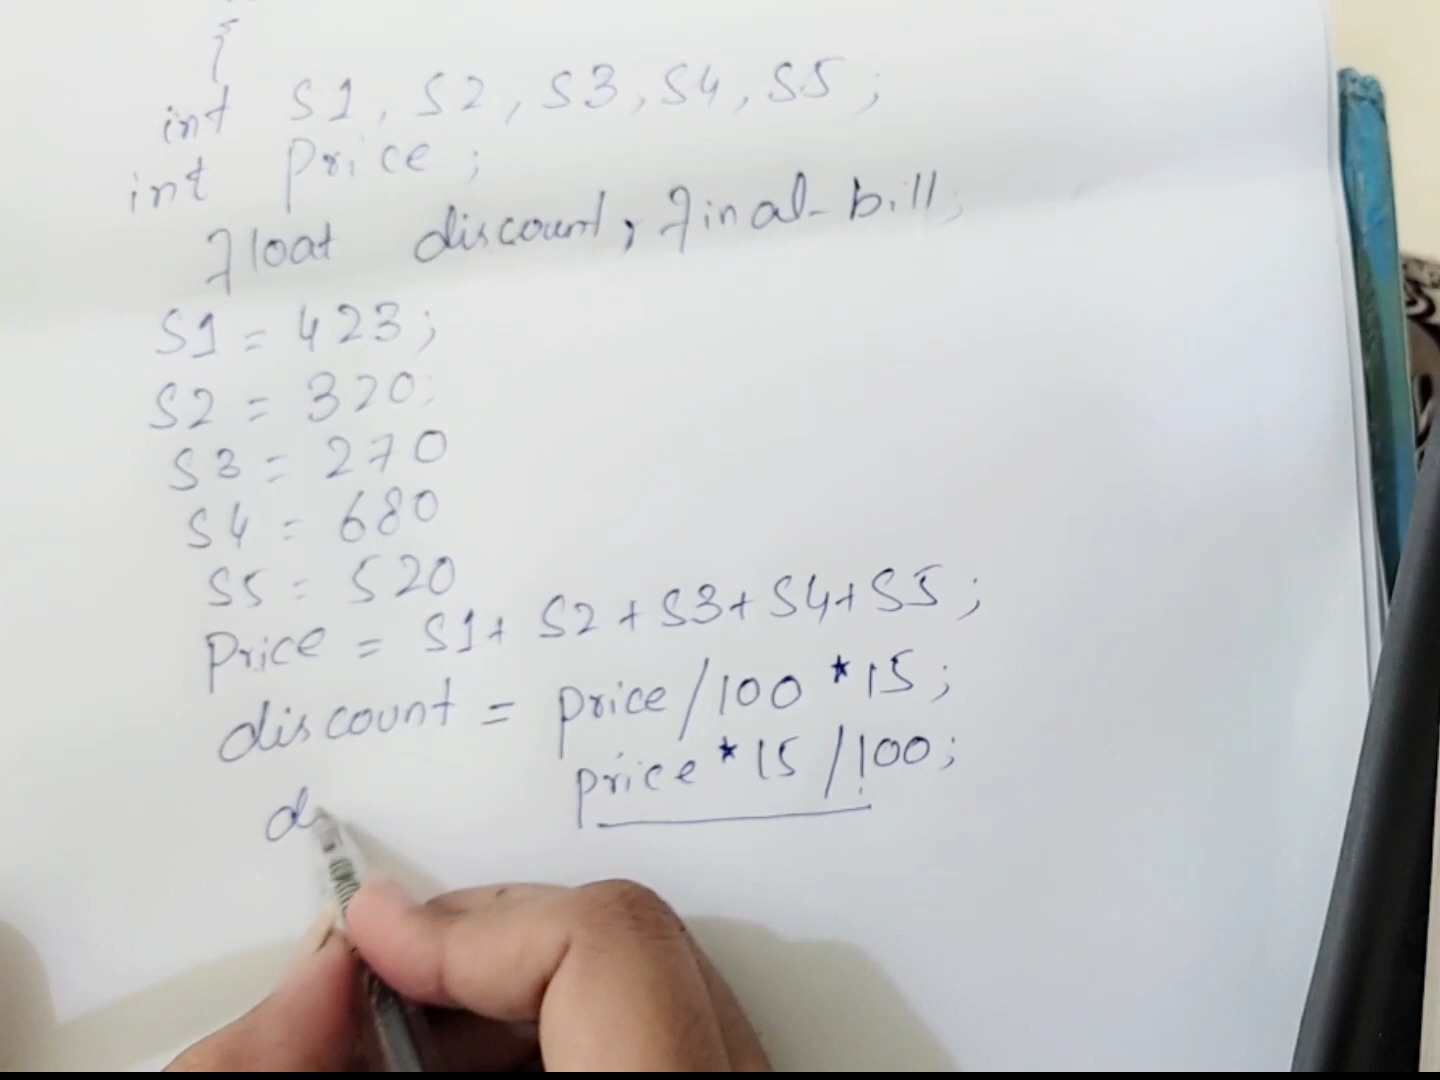 {
int S1, S2, S3, S4, S5;
int Price;
float discount, final-bill;
S1 = 423;
S2 = 320;
S3 = 270
S4 = 680
S5 = 520
Price = S1 + S2 + S3 + S4 + S5;
discount = price/100 * 15;
price * 15 /100;
di